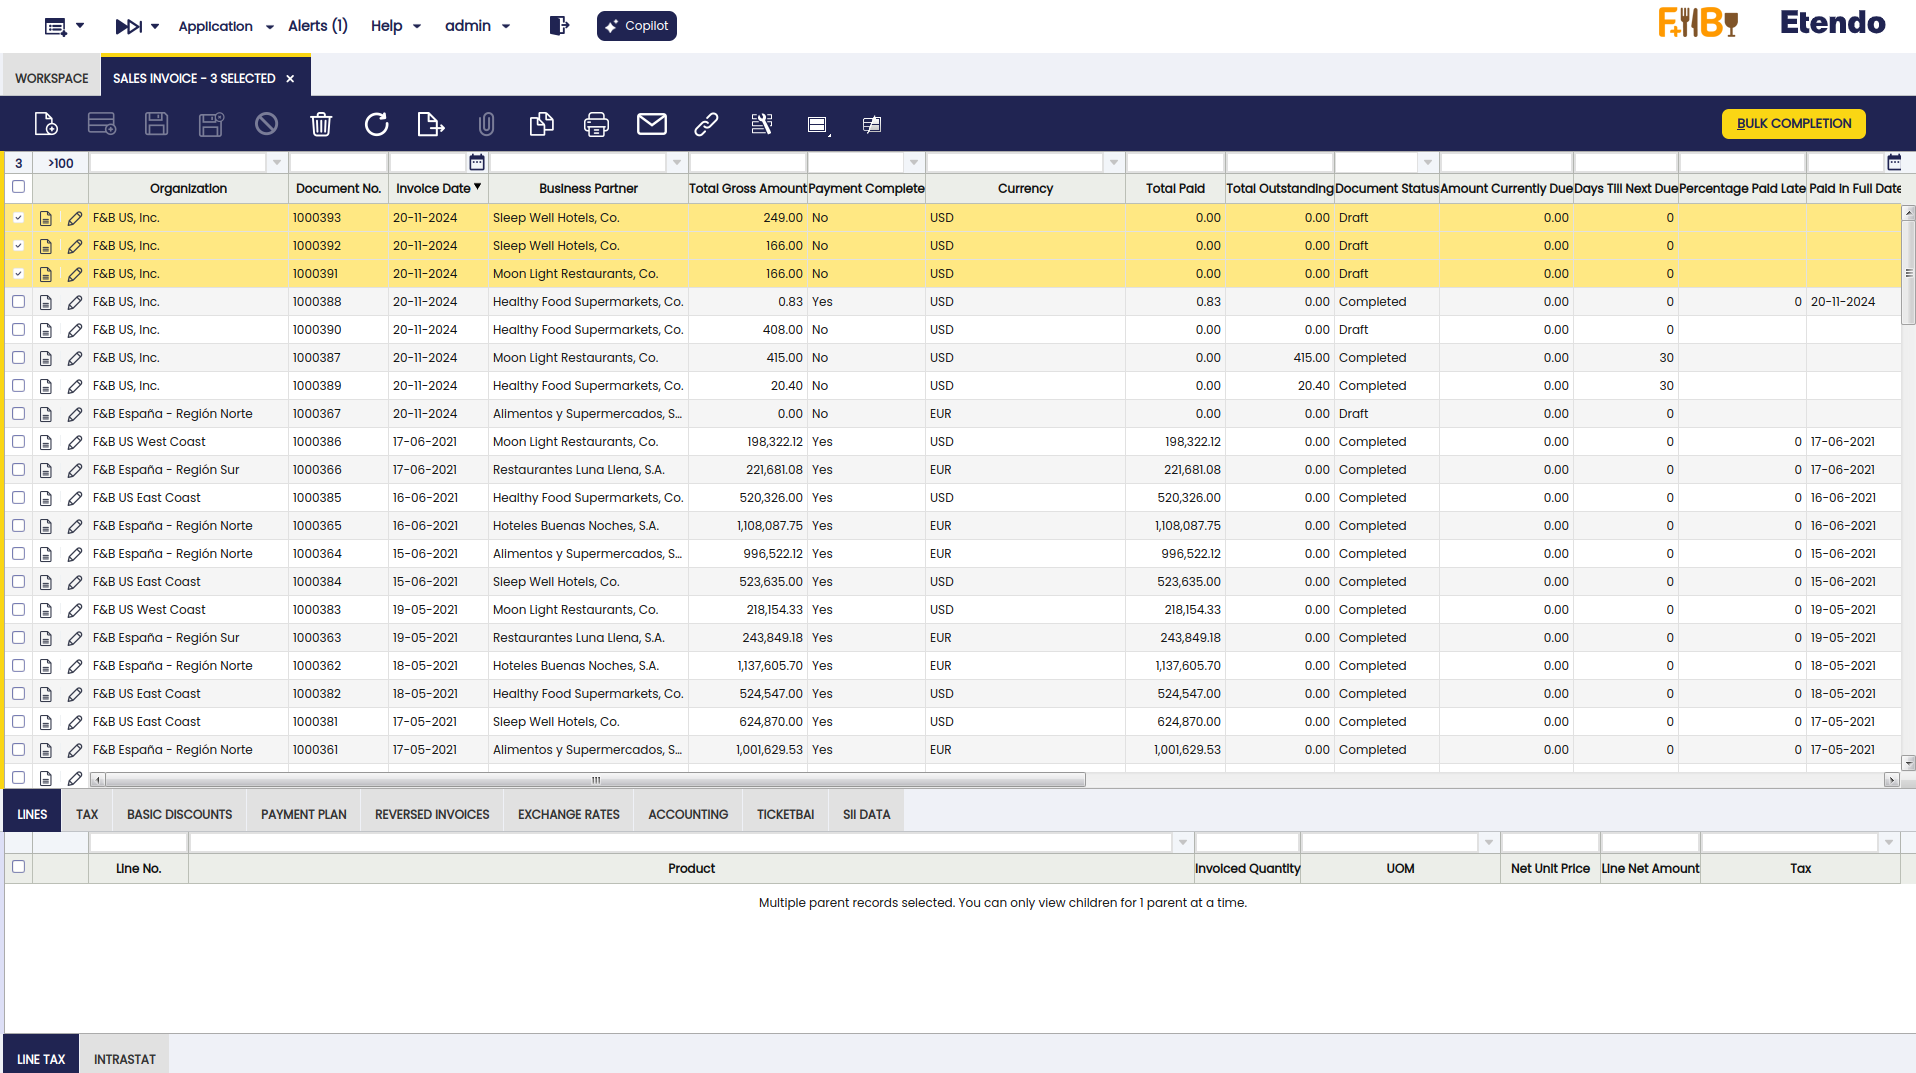 Application Alerts (1) Help admin Copilot F+B Etendo
WORKSPACE SALES INVOICE - 3 SELECTED ×
BULK COMPLETION
3 >100
Organization Document No. Invoice Date Business Partner Total Gross Amount Payment Complete Currency Total Paid Total Outstanding Document Status Amount Currently Due Days Till Next Due Percentage Paid Late Paid In Full Date
F&B US, Inc. 1000393 20-11-2024 Sleep Well Hotels, Co. 249.00 No USD 0.00 0.00 Draft 0.00 0
F&B US, Inc. 1000392 20-11-2024 Sleep Well Hotels, Co. 166.00 No USD 0.00 0.00 Draft 0.00 0
F&B US, Inc. 1000391 20-11-2024 Moon Light Restaurants, Co. 166.00 No USD 0.00 0.00 Draft 0.00 0
F&B US, Inc. 1000388 20-11-2024 Healthy Food Supermarkets, Co. 0.83 Yes USD 0.83 0.00 Completed 0.00 0 0 20-11-2024
F&B US, Inc. 1000390 20-11-2024 Healthy Food Supermarkets, Co. 408.00 No USD 0.00 0.00 Draft 0.00 0
F&B US, Inc. 1000387 20-11-2024 Moon Light Restaurants, Co. 415.00 No USD 0.00 415.00 Completed 0.00 30
F&B US, Inc. 1000389 20-11-2024 Healthy Food Supermarkets, Co. 20.40 No USD 0.00 20.40 Completed 0.00 30
F&B España - Región Norte 1000367 20-11-2024 Alimentos y Supermercados, S... 0.00 No EUR 0.00 0.00 Draft 0.00 0
F&B US West Coast 1000386 17-06-2021 Moon Light Restaurants, Co. 198,322.12 Yes USD 198,322.12 0.00 Completed 0.00 0 0 17-06-2021
F&B España - Región Sur 1000366 17-06-2021 Restaurantes Luna Llena, S.A. 221,681.08 Yes EUR 221,681.08 0.00 Completed 0.00 0 0 17-06-2021
F&B US East Coast 1000385 16-06-2021 Healthy Food Supermarkets, Co. 520,326.00 Yes USD 520,326.00 0.00 Completed 0.00 0 0 16-06-2021
F&B España - Región Norte 1000365 16-06-2021 Hoteles Buenas Noches, S.A. 1,108,087.75 Yes EUR 1,108,087.75 0.00 Completed 0.00 0 0 16-06-2021
F&B España - Región Norte 1000364 15-06-2021 Alimentos y Supermercados, S... 996,522.12 Yes EUR 996,522.12 0.00 Completed 0.00 0 0 15-06-2021
F&B US East Coast 1000384 15-06-2021 Sleep Well Hotels, Co. 523,635.00 Yes USD 523,635.00 0.00 Completed 0.00 0 0 15-06-2021
F&B US West Coast 1000383 19-05-2021 Moon Light Restaurants, Co. 218,154.33 Yes USD 218,154.33 0.00 Completed 0.00 0 0 19-05-2021
F&B España - Región Sur 1000363 19-05-2021 Restaurantes Luna Llena, S.A. 243,849.18 Yes EUR 243,849.18 0.00 Completed 0.00 0 0 19-05-2021
F&B España - Región Norte 1000362 18-05-2021 Hoteles Buenas Noches, S.A. 1,137,605.70 Yes EUR 1,137,605.70 0.00 Completed 0.00 0 0 18-05-2021
F&B US East Coast 1000382 18-05-2021 Healthy Food Supermarkets, Co. 524,547.00 Yes USD 524,547.00 0.00 Completed 0.00 0 0 18-05-2021
F&B US East Coast 1000381 17-05-2021 Sleep Well Hotels, Co. 624,870.00 Yes USD 624,870.00 0.00 Completed 0.00 0 0 17-05-2021
F&B España - Región Norte 1000361 17-05-2021 Alimentos y Supermercados, S... 1,001,629.53 Yes EUR 1,001,629.53 0.00 Completed 0.00 0 0 17-05-2021
LINES TAX BASIC DISCOUNTS PAYMENT PLAN REVERSED INVOICES EXCHANGE RATES ACCOUNTING TICKETBAI SII DATA
Line No. Product Invoiced Quantity UOM Net Unit Price Line Net Amount Tax
Multiple parent records selected. You can only view children for 1 parent at a time.
LINE TAX INTRASTAT